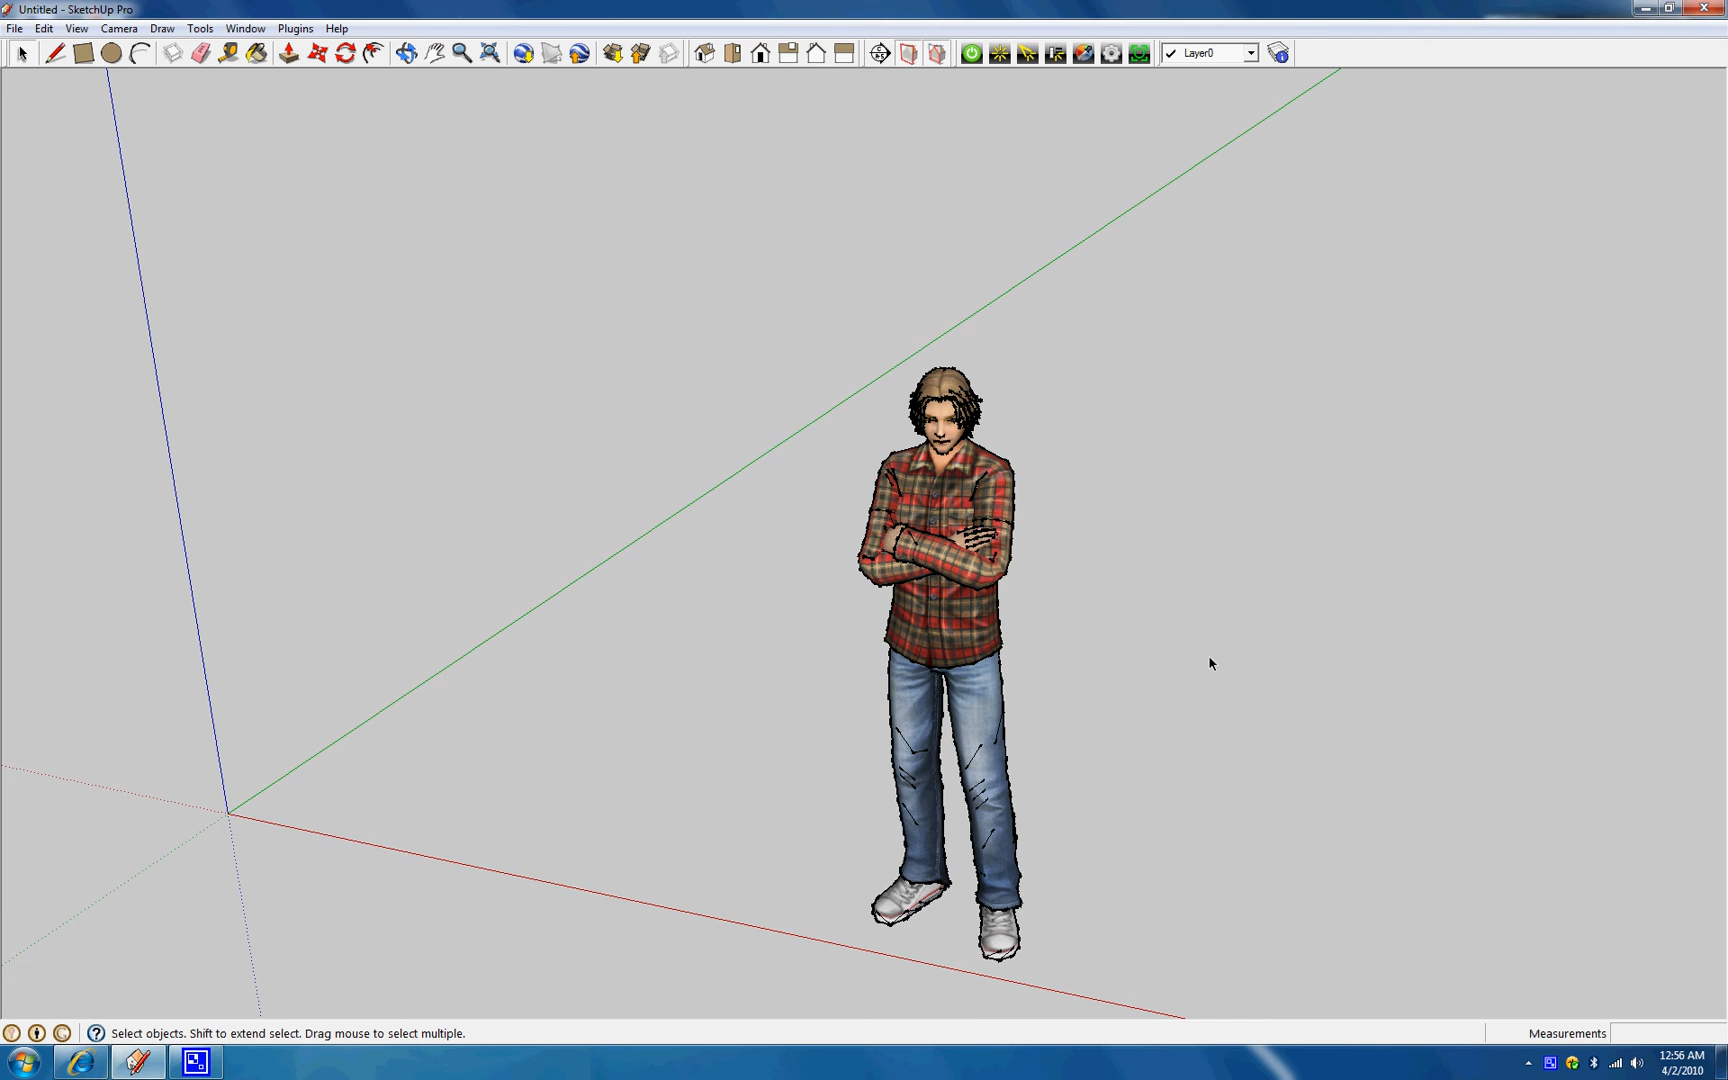 Untitled - SketchUp Pro
File Edit View Camera Draw Tools Window Plugins Help
Layer0
Select objects. Shift to extend select. Drag mouse to select multiple.
Measurements
12:56 AM
4/2/2010